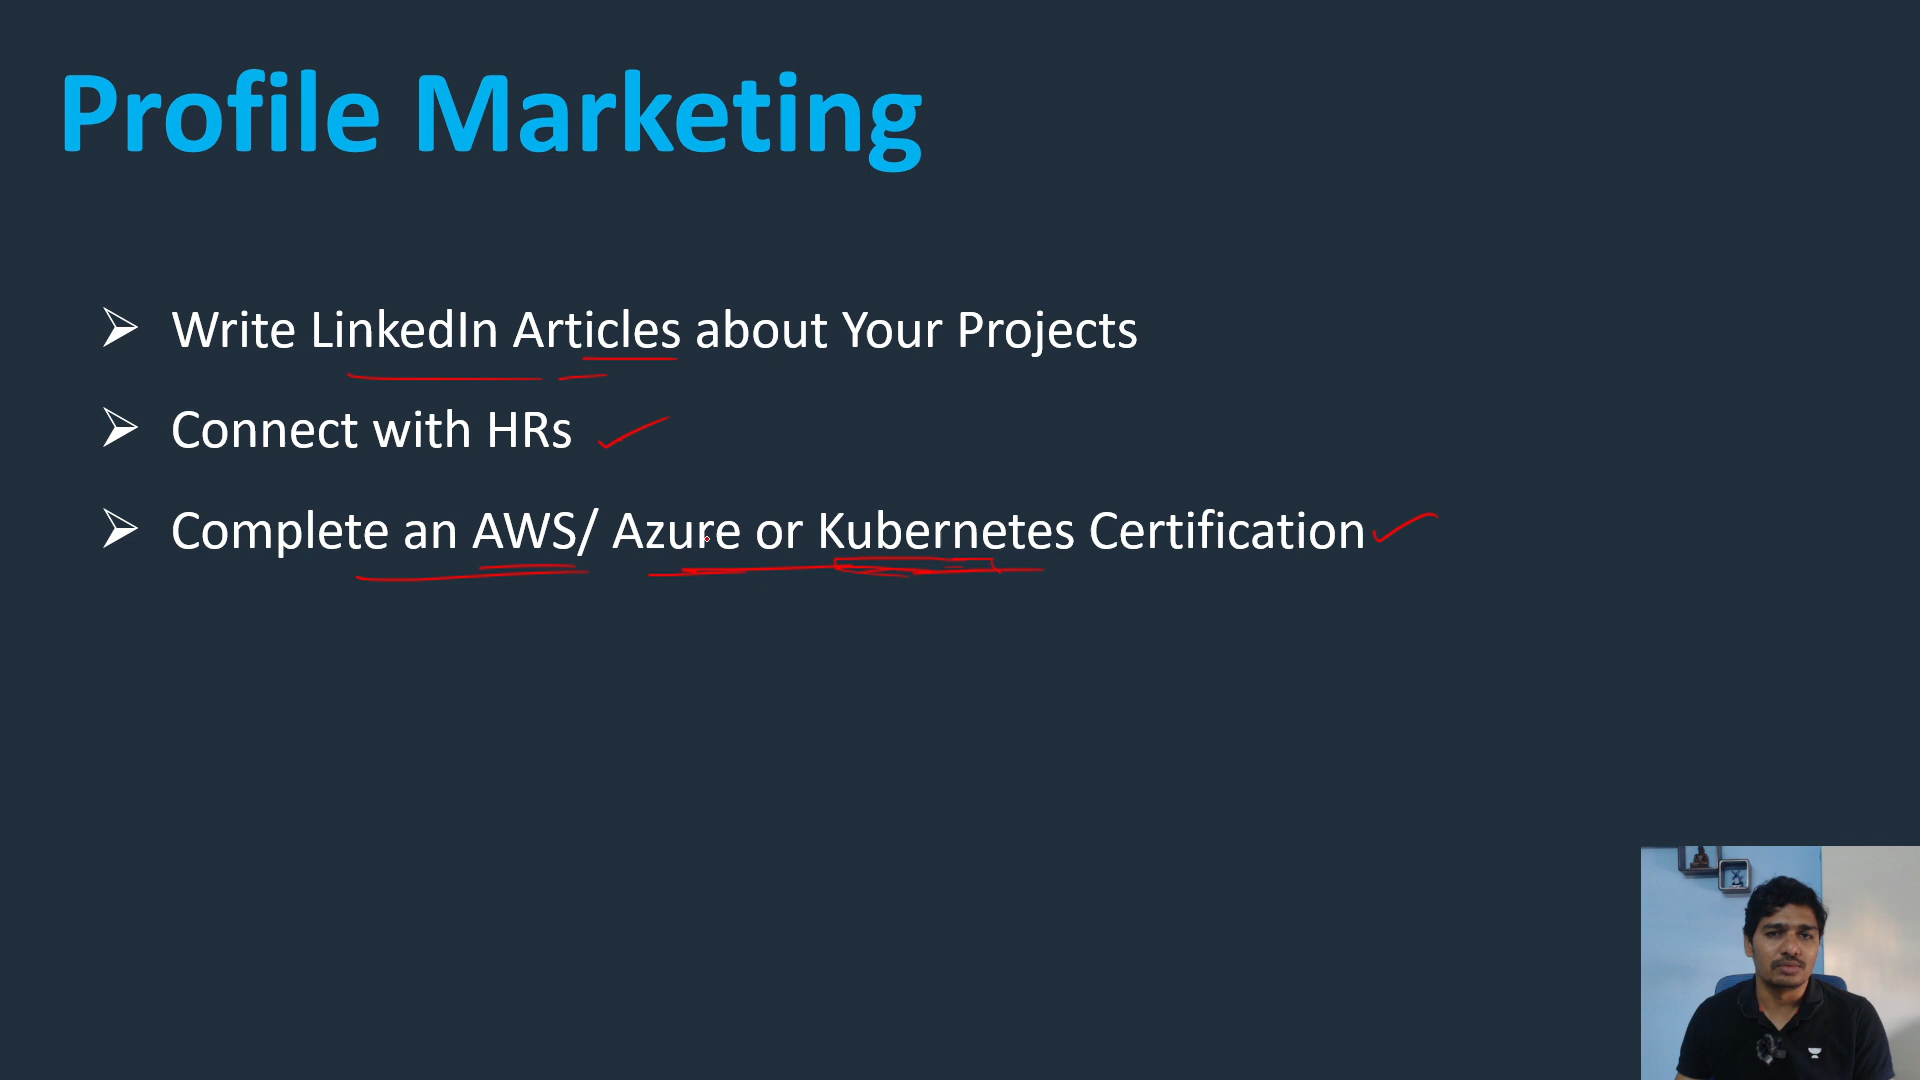 Profile Marketing
Write LinkedIn Articles about Your Projects
Connect with HRs
Complete an AWS/ Azure or Kubernetes Certification